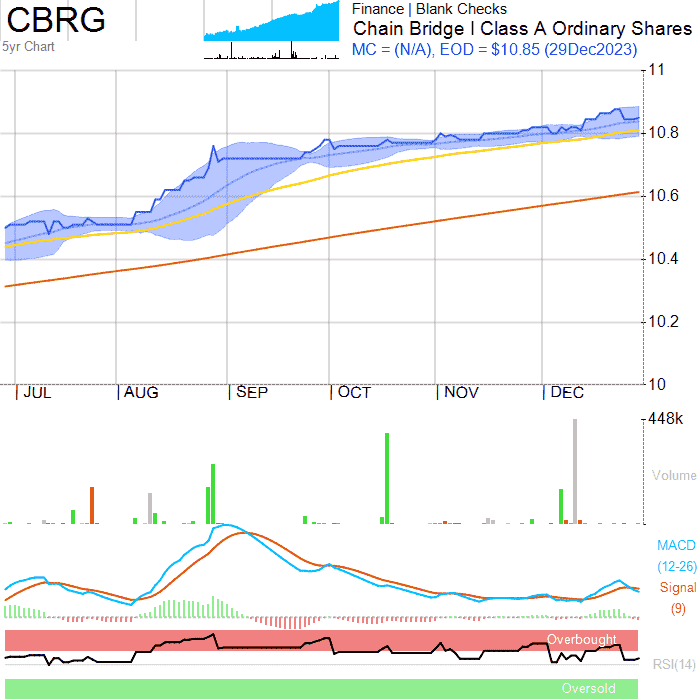 CBRG
5yr Chart
Finance | Blank Checks
Chain Bridge I Class A Ordinary Shares
MC = (N/A), EOD = $10.85 (29Dec2023)
11
10.8
10.6
10.4
10.2
10
JUL AUG SEP OCT NOV DEC
448k
Volume
MACD
(12-26)
Signal
(9)
Overbought
RSI(14)
Oversold